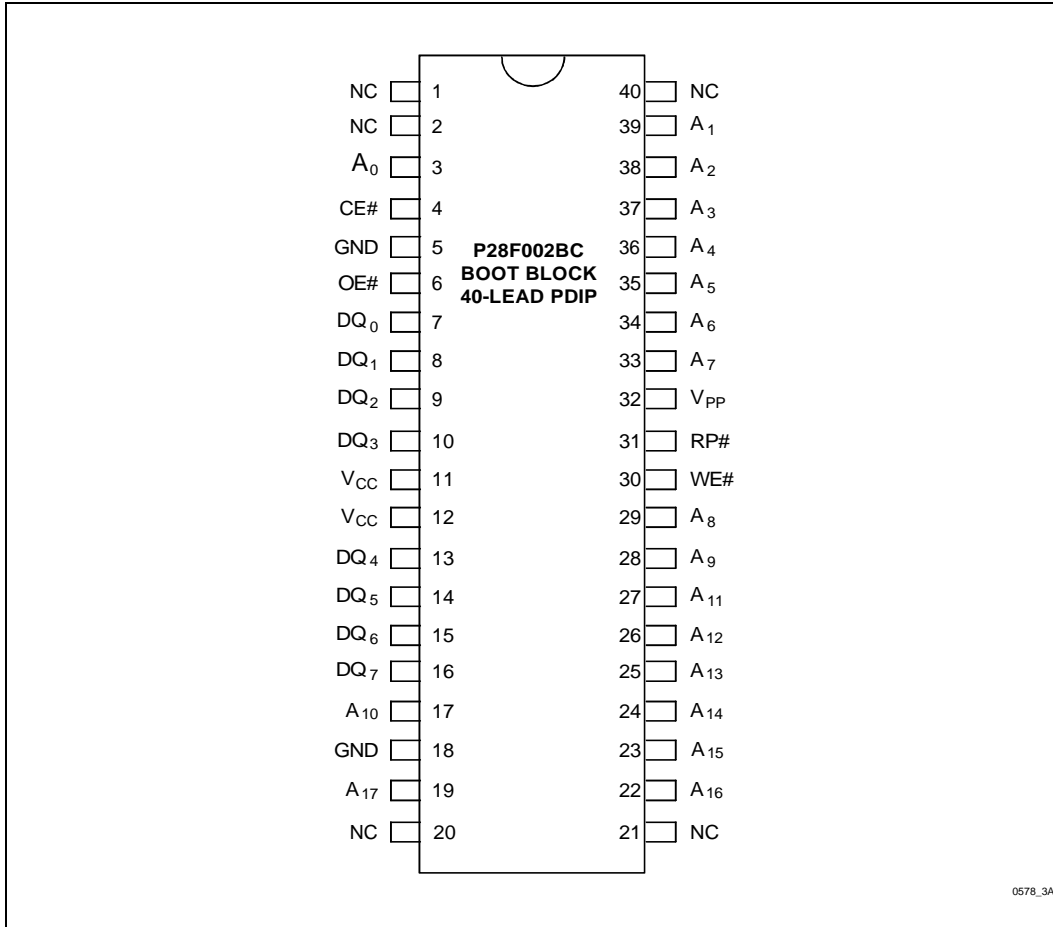 NC 1 40 NC
NC 2 39 A1
A0 3 38 A2
CE# 4 37 A3
GND 5 36 A4
OE# 6 35 A5
DQ0 7 34 A6
DQ1 8 33 A7
DQ2 9 32 VPP
DQ3 10 31 RP#
VCC 11 30 WE#
VCC 12 29 A8
DQ4 13 28 A9
DQ5 14 27 A11
DQ6 15 26 A12
DQ7 16 25 A13
A10 17 24 A14
GND 18 23 A15
A17 19 22 A16
NC 20 21 NC
P28F002BC
BOOT BLOCK
40-LEAD PDIP
0578_3A